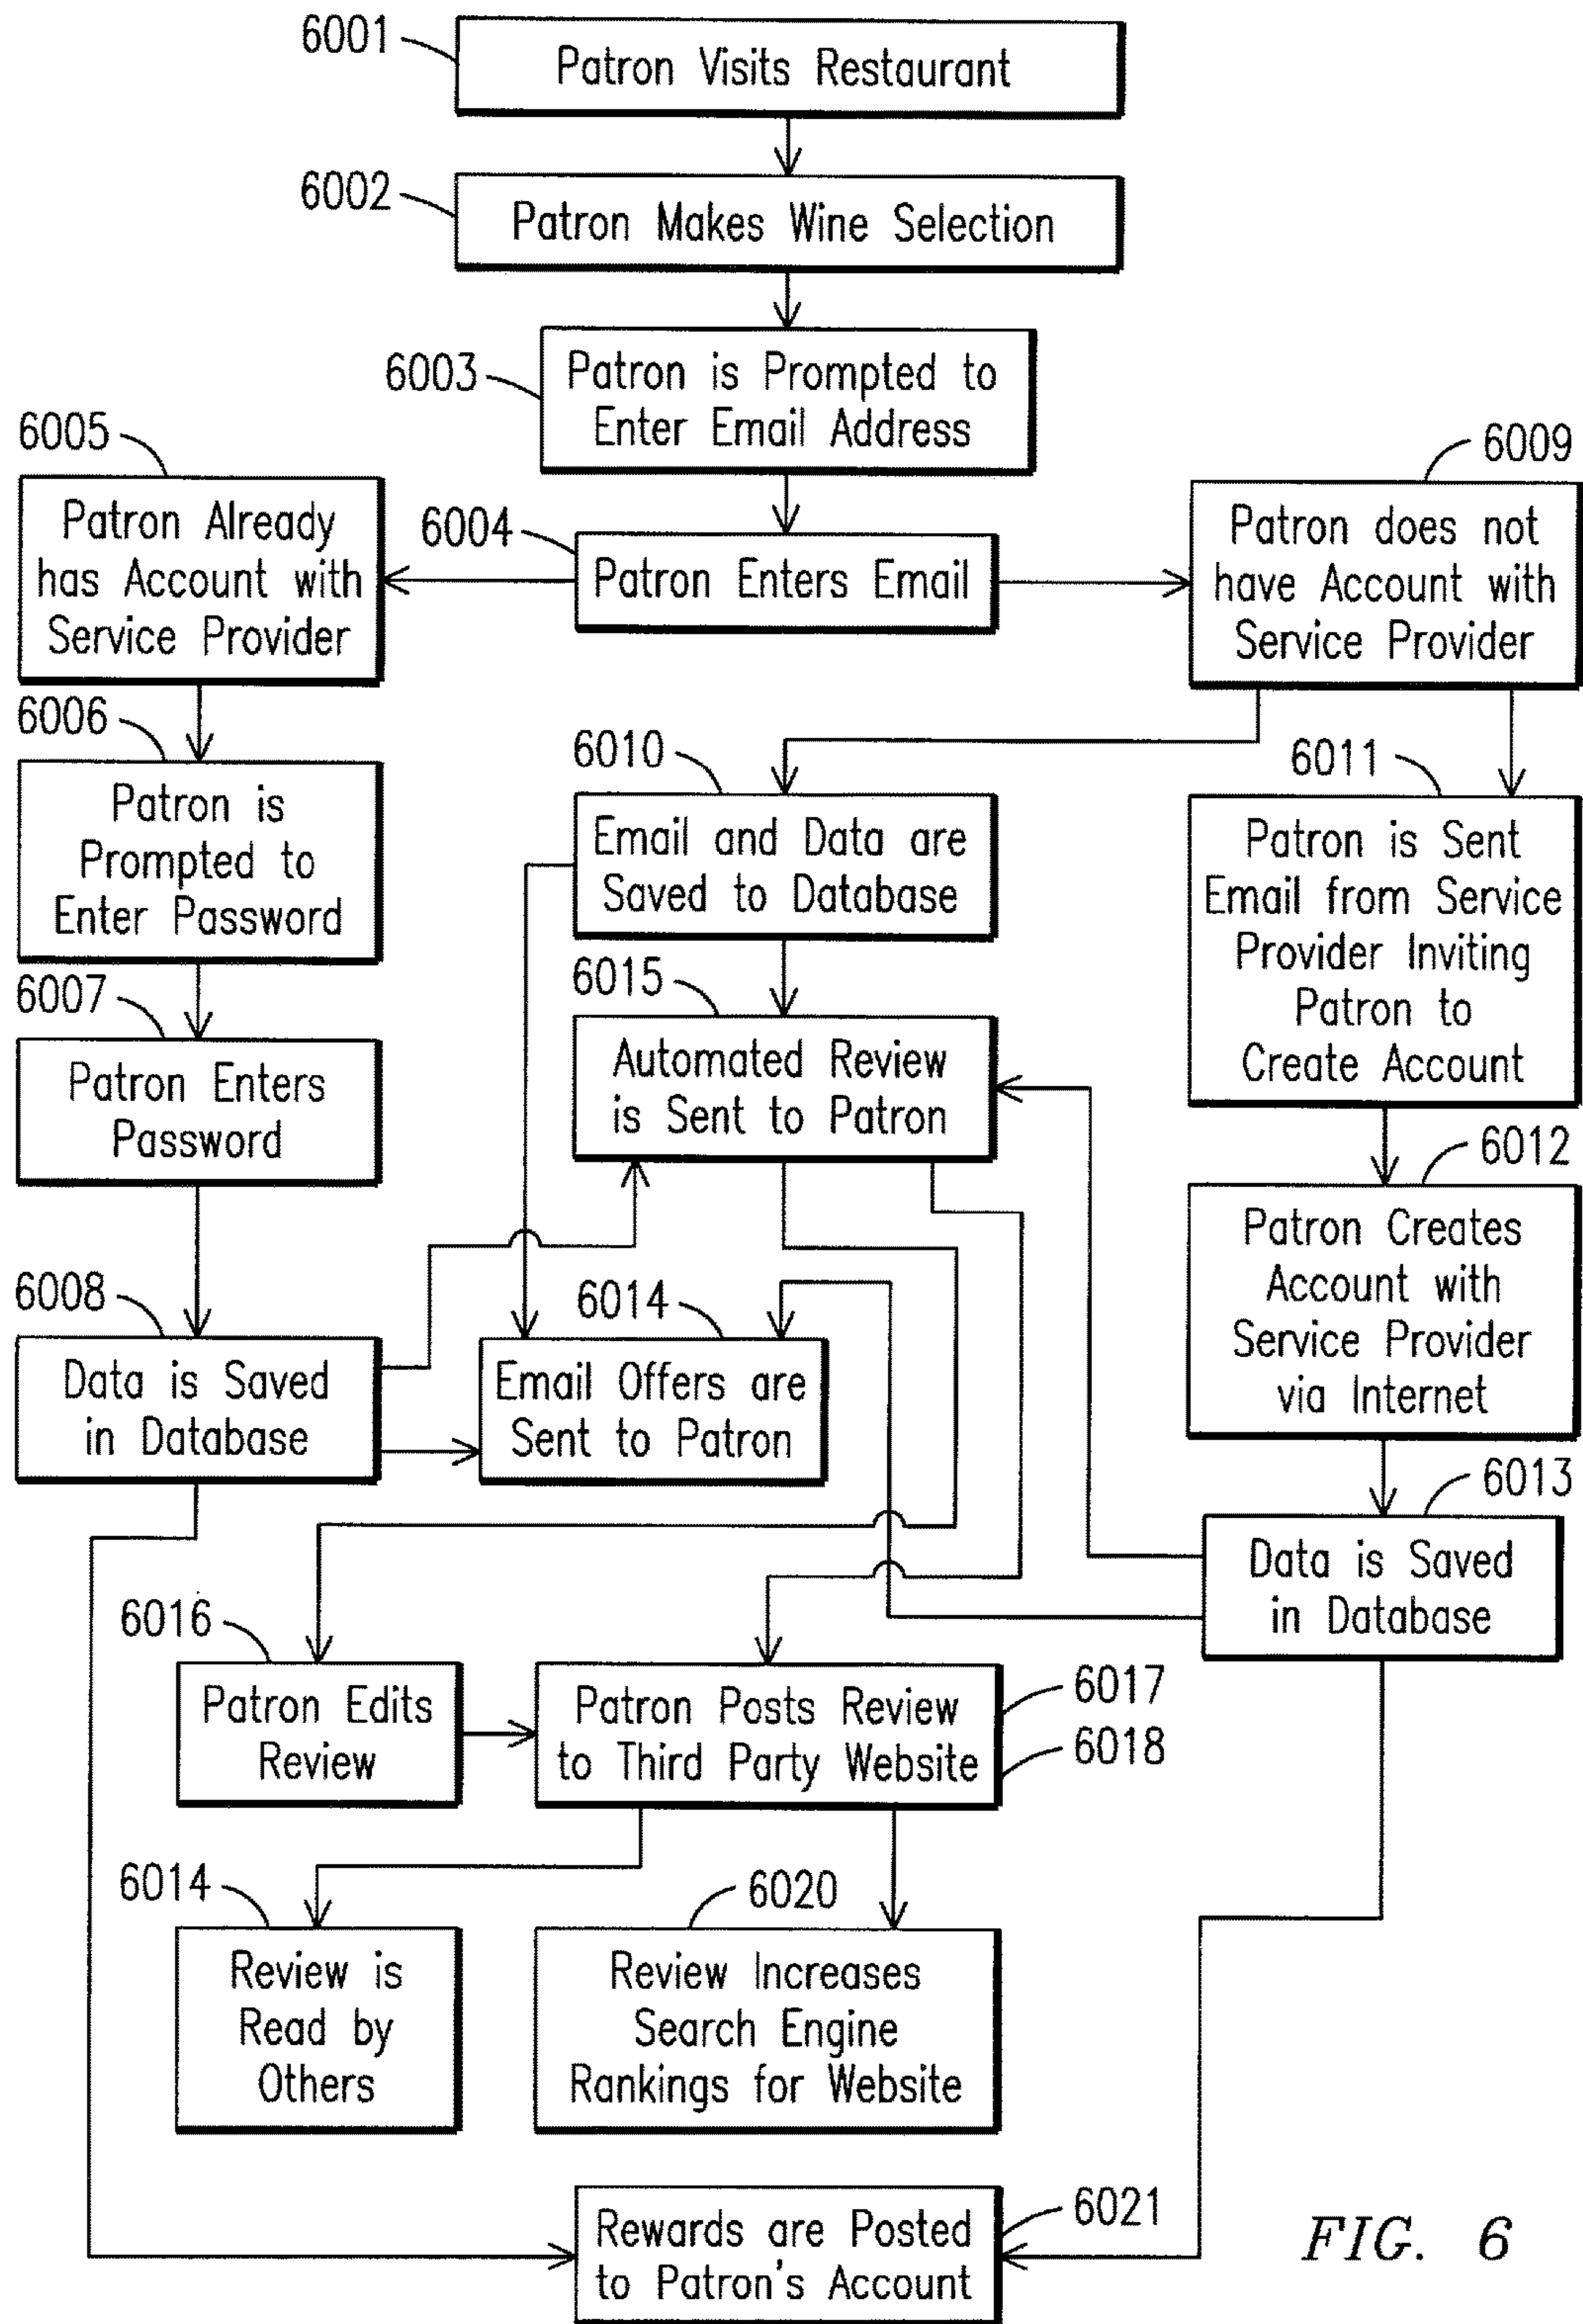 6001
Patron Visits Restaurant
6002
Patron Makes Wine Selection
6003
Patron is Prompted to
Enter Email Address
6005
Patron Already
has Account with
Service Provider
6004
Patron Enters Email
6009
Patron does not
have Account with
Service Provider
6006
Patron is
Prompted to
Enter Password
6010
Email and Data are
Saved to Database
6011
Patron is Sent
Email from Service
Provider Inviting
Patron to
Create Account
6007
Patron Enters
Password
6015
Automated Review
is Sent to Patron
6012
Patron Creates
Account with
Service Provider
via Internet
6008
Data is Saved
in Database
6014
Email Offers are
Sent to Patron
6013
Data is Saved
in Database
6016
Patron Edits
Review
Patron Posts Review
to Third Party Website
6017
6018
6014
Review is
Read by
Others
6020
Review Increases
Search Engine
Rankings for Website
6021
Rewards are Posted
to Patron's Account
FIG. 6